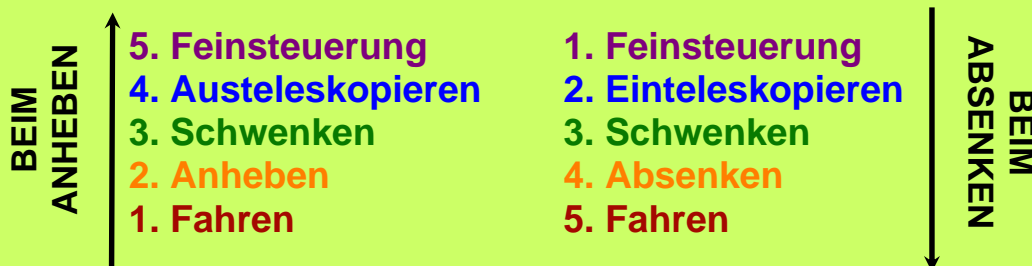 BEIM
ANHEBEN
5. Feinsteuerung
4. Austeleskopieren
3. Schwenken
2. Anheben
1. Fahren
1. Feinsteuerung
2. Einteleskopieren
3. Schwenken
4. Absenken
5. Fahren
BEIM
ABSENKEN